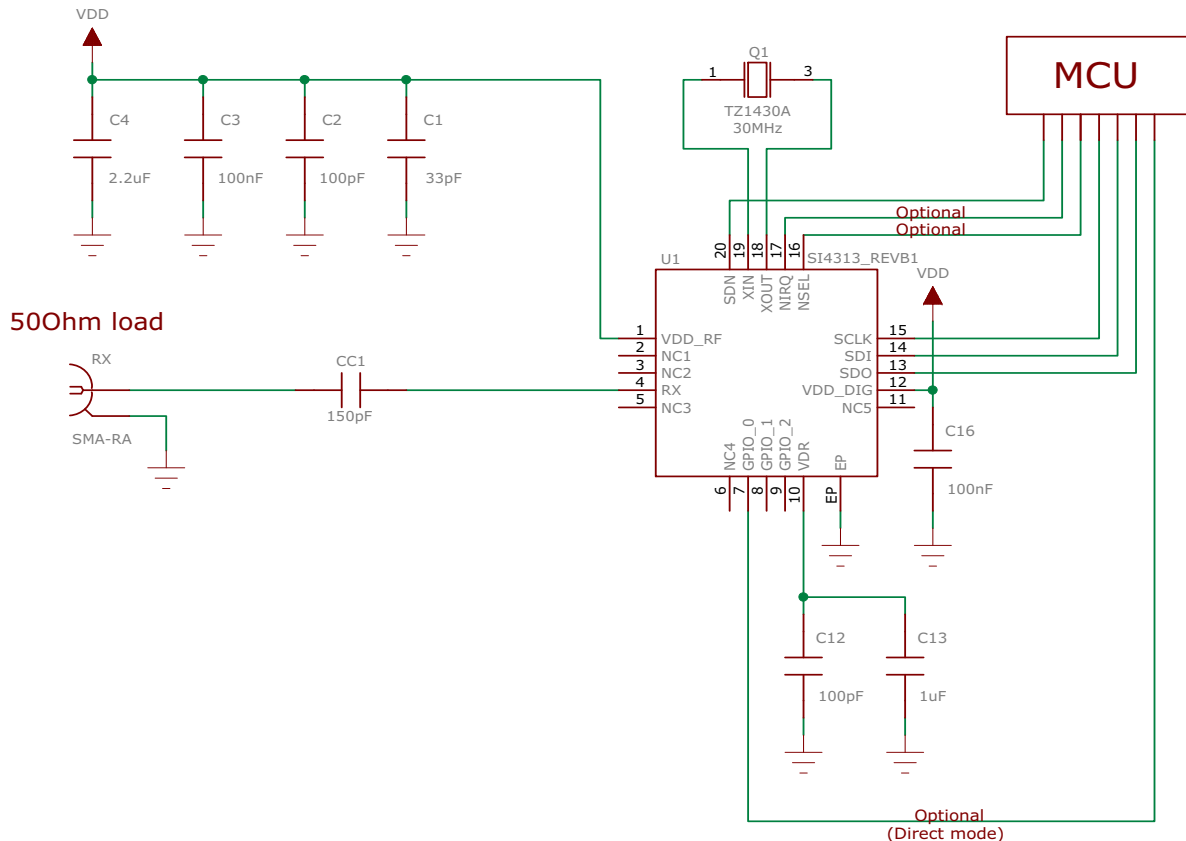 VDD
Q1
1
3
TZ1430A
30MHz
MCU
C4
C3
C2
C1
2.2uF
100nF
100pF
33pF
Optional
Optional
20
19
18
17
16
U1
SI4313_REVB1
SDN
XIN
XOUT
NIRQ
NSEL
VDD
50Ohm load
RX
SMA-RA
CC1
150pF
1
2
3
4
5
VDD_RF
NC1
NC2
RX
NC3
SCLK
SDI
SDO
VDD_DIG
NC5
15
14
13
12
11
NC4
GPIO_0
GPIO_1
GPIO_2
VDR
EP
6
7
8
9
10
EP
C16
100nF
C12
100pF
C13
1uF
Optional
(Direct mode)